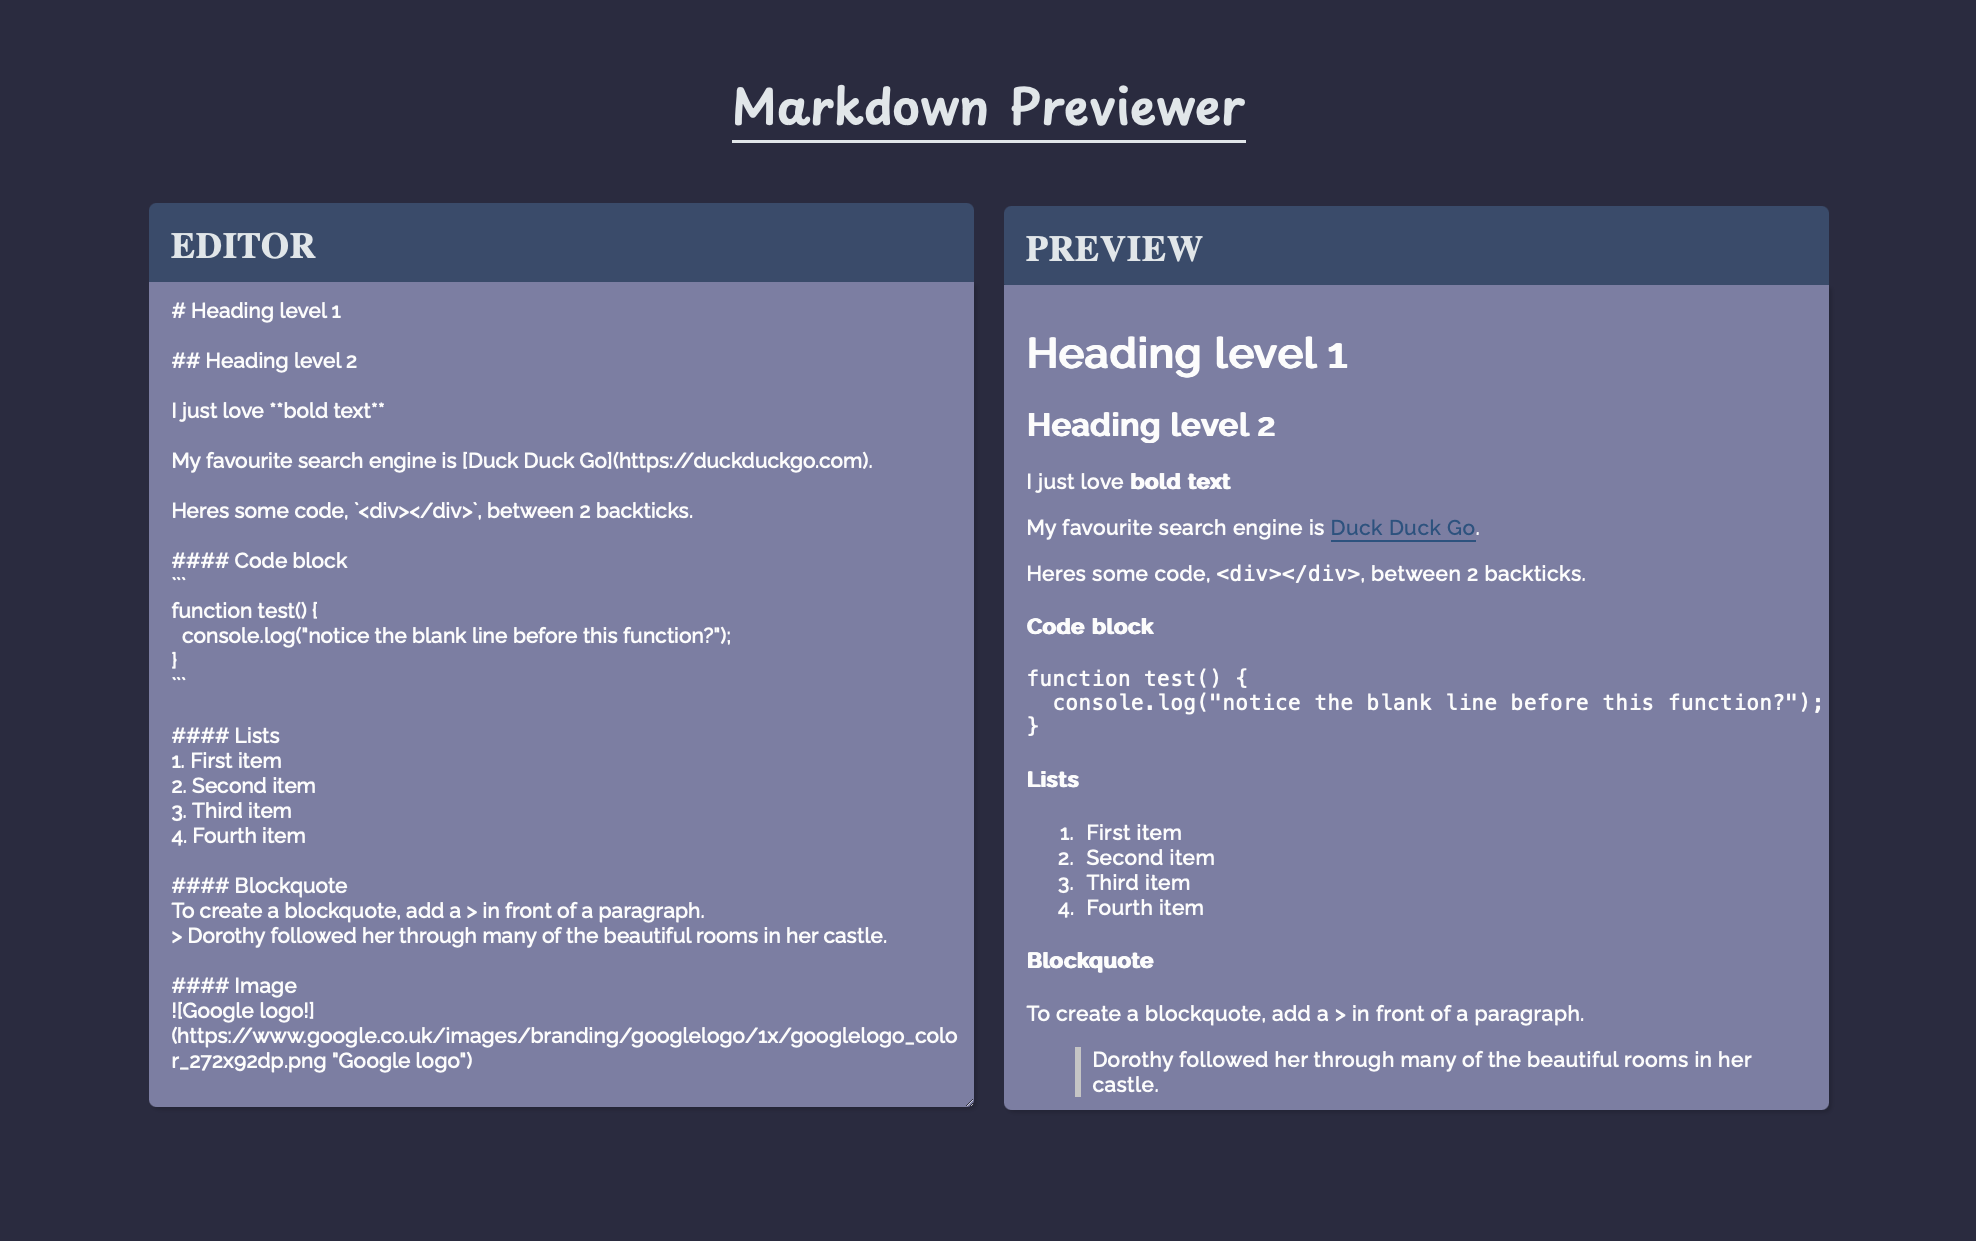 Markdown Previewer
EDITOR
# Heading level 1
## Heading level 2
I just love **bold text**
My favourite search engine is [Duck Duck Go](https://duckduckgo.com).
Heres some code, `<div></div>`, between 2 backticks.
#### Code block
```
function test() {
  console.log("notice the blank line before this function?");
}
```
#### Lists
1. First item
2. Second item
3. Third item
4. Fourth item
#### Blockquote
To create a blockquote, add a > in front of a paragraph.
> Dorothy followed her through many of the beautiful rooms in her castle.
#### Image
![Google logo!]
(https://www.google.co.uk/images/branding/googlelogo/1x/googlelogo_colo
r_272x92dp.png "Google logo")
PREVIEW
Heading level 1
Heading level 2
I just love bold text
My favourite search engine is Duck Duck Go.
Heres some code, <div></div>, between 2 backticks.
Code block
function test() {
  console.log("notice the blank line before this function?");
}
Lists
1. First item
2. Second item
3. Third item
4. Fourth item
Blockquote
To create a blockquote, add a > in front of a paragraph.
Dorothy followed her through many of the beautiful rooms in her
castle.